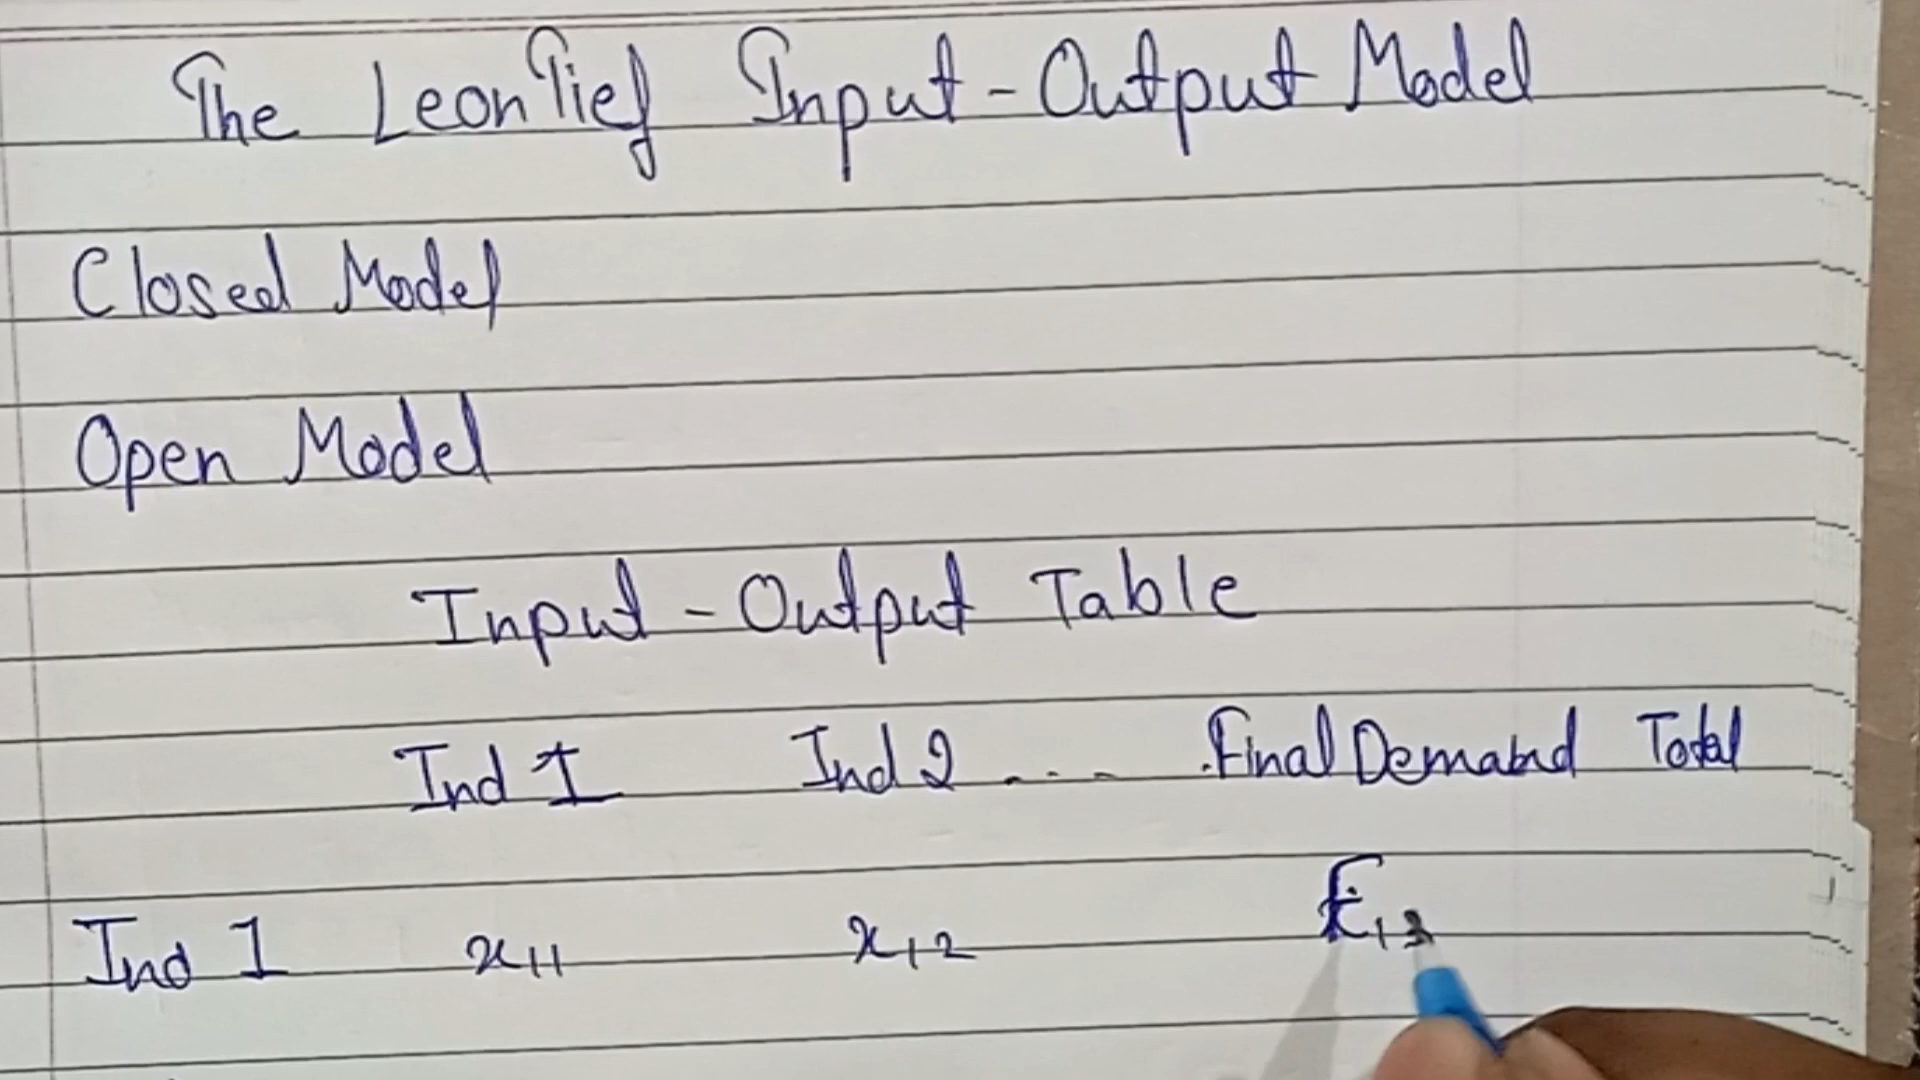 The Leontief Input-Output Model
Closed Model
Open Model
Input-Output Table
Ind I Ind 2 ... Final Demand Total
Ind 1 x₁₁ x₁₂